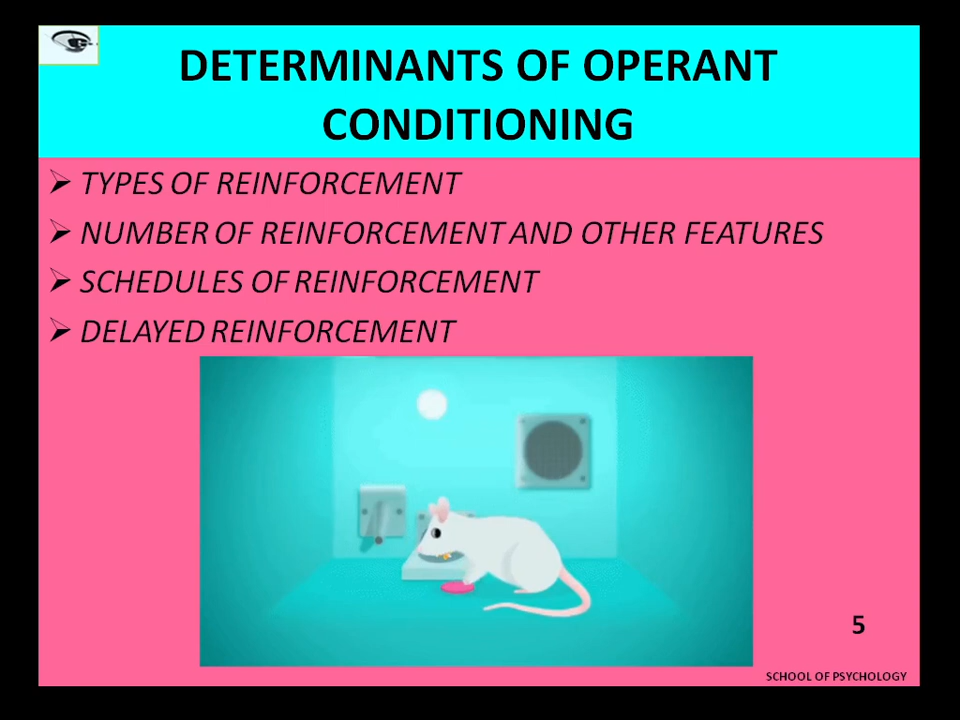 DETERMINANTS OF OPERANT
CONDITIONING
TYPES OF REINFORCEMENT
NUMBER OF REINFORCEMENT AND OTHER FEATURES
SCHEDULES OF REINFORCEMENT
DELAYED REINFORCEMENT
5
SCHOOL OF PSYCHOLOGY